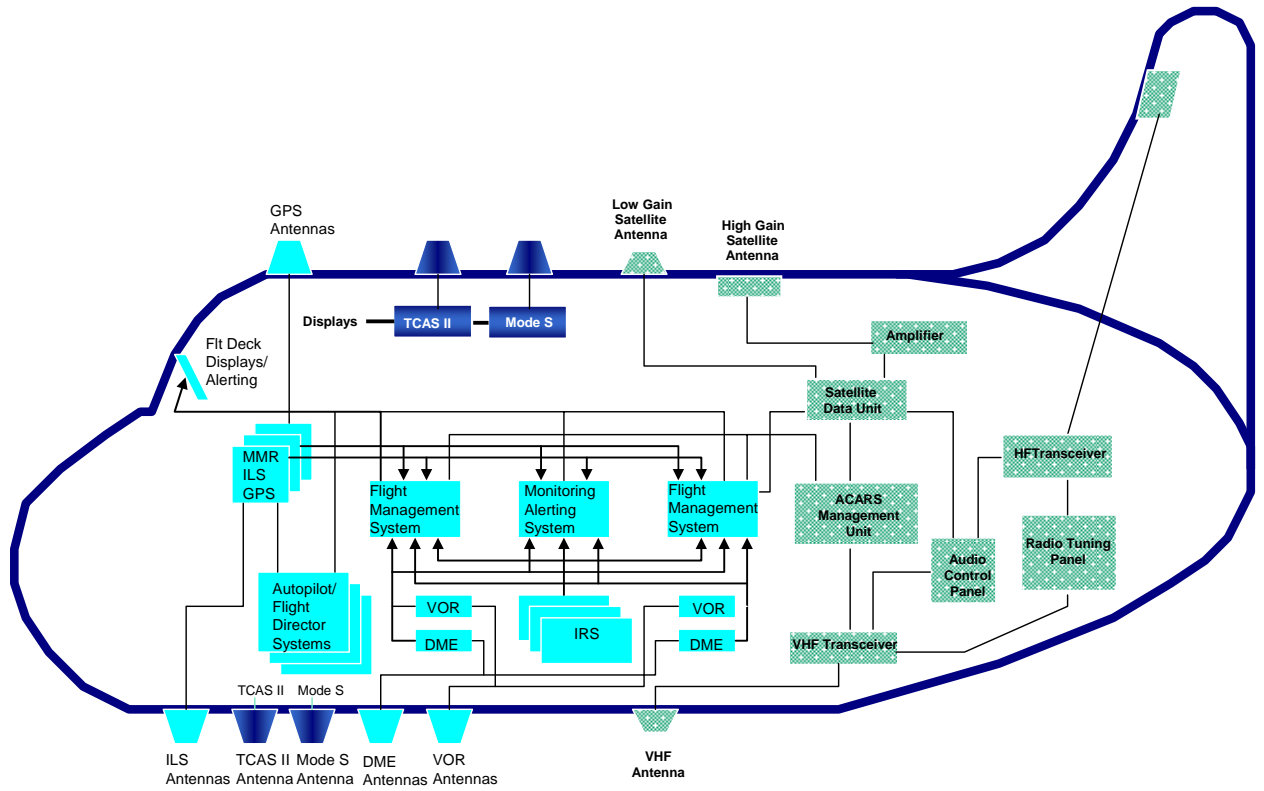 Low Gain
Satellite
Antenna
High Gain
Satellite
Antenna
GPS
Antennas
Displays
TCAS II
Mode S
Amplifier
Flt Deck
Displays/
Alerting
Satellite
Data Unit
MMR
ILS
GPS
HFTransceiver
Flight
Management
System
Monitoring
Alerting
System
Flight
Management
System
ACARS
Management
Unit
Audio
Control
Panel
Radio Tuning
Panel
Autopilot/
Flight
Director
Systems
VOR
DME
IRS
VOR
DME
VHF Transceiver
TCAS II
Mode S
ILS
Antennas
TCAS II
Antenna
Mode S
Antenna
DME
Antennas
VOR
Antennas
VHF
Antenna